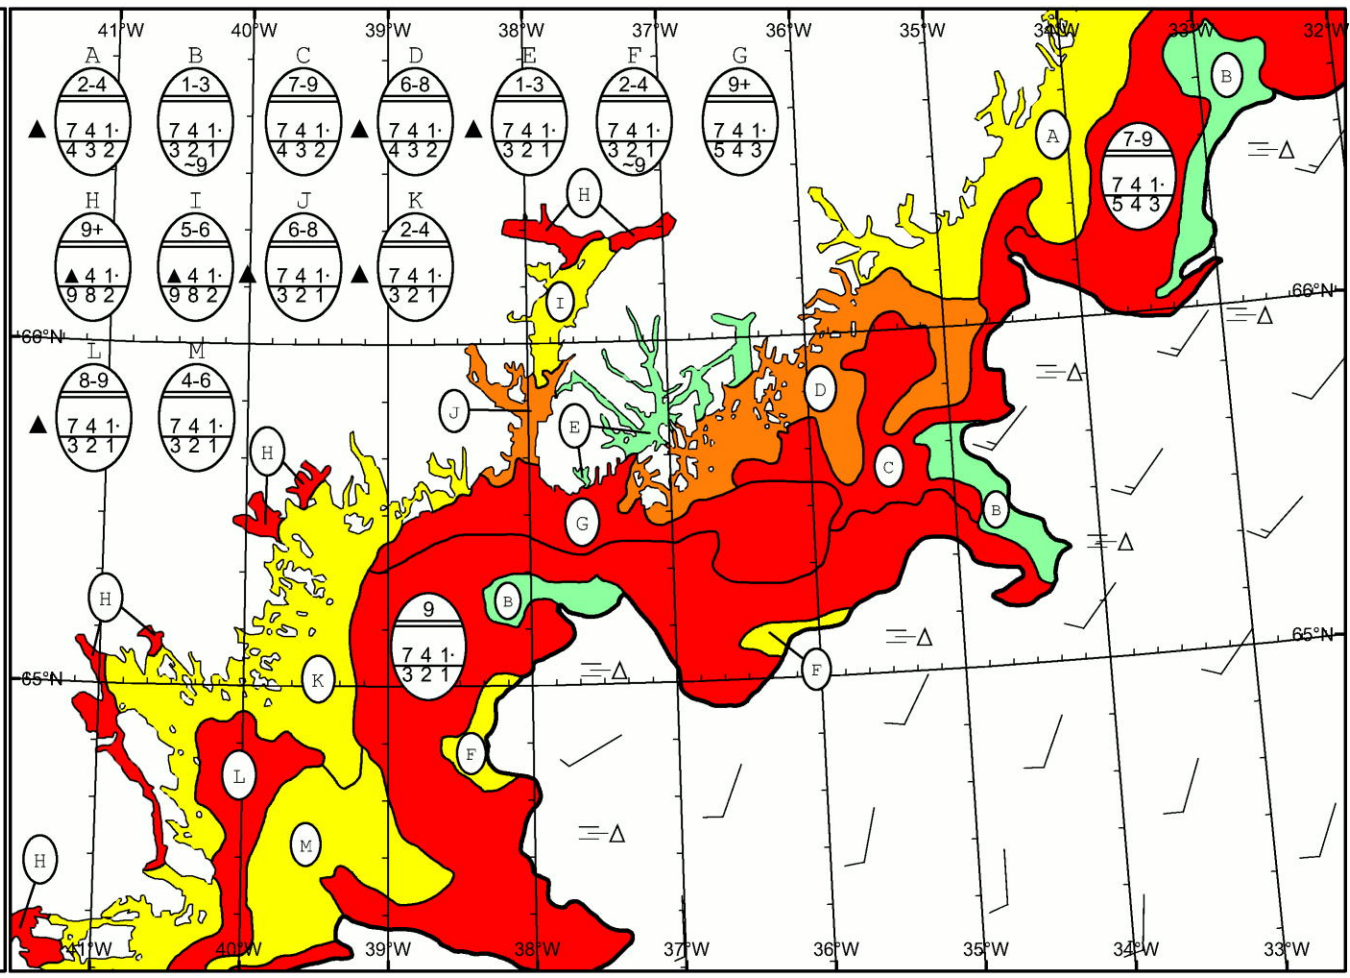 41°W 40°W 39°W 38°W 37°W 36°W 35°W 34°W 33°W 32°W
A B C D E F G
2-4 1-3 7-9 6-8 1-3 2-4 9+
▲ 7 4 1· 7 4 1· 7 4 1· ▲ 7 4 1· ▲ 7 4 1· 7 4 1· 7 4 1·
4 3 2 3 2 1 4 3 2 4 3 2 3 2 1 3 2 1 5 4 3
~9 ~9
B
A
7-9
7 4 1·
5 4 3
H I J K
9+ 5-6 6-8 2-4
▲ 4 1· ▲ 4 1· ▲ 7 4 1· ▲ 7 4 1·
9 8 2 9 8 2 3 2 1 3 2 1
H
I
66°N 66°N
L M
8-9 4-6
▲ 7 4 1· 7 4 1·
3 2 1 3 2 1
D
J
E
H
C
B
G
H
B
9
7 4 1·
3 2 1
65°N 65°N
K
F
F
L
M
H
41°W 40°W 39°W 38°W 37°W 36°W 35°W 34°W 33°W